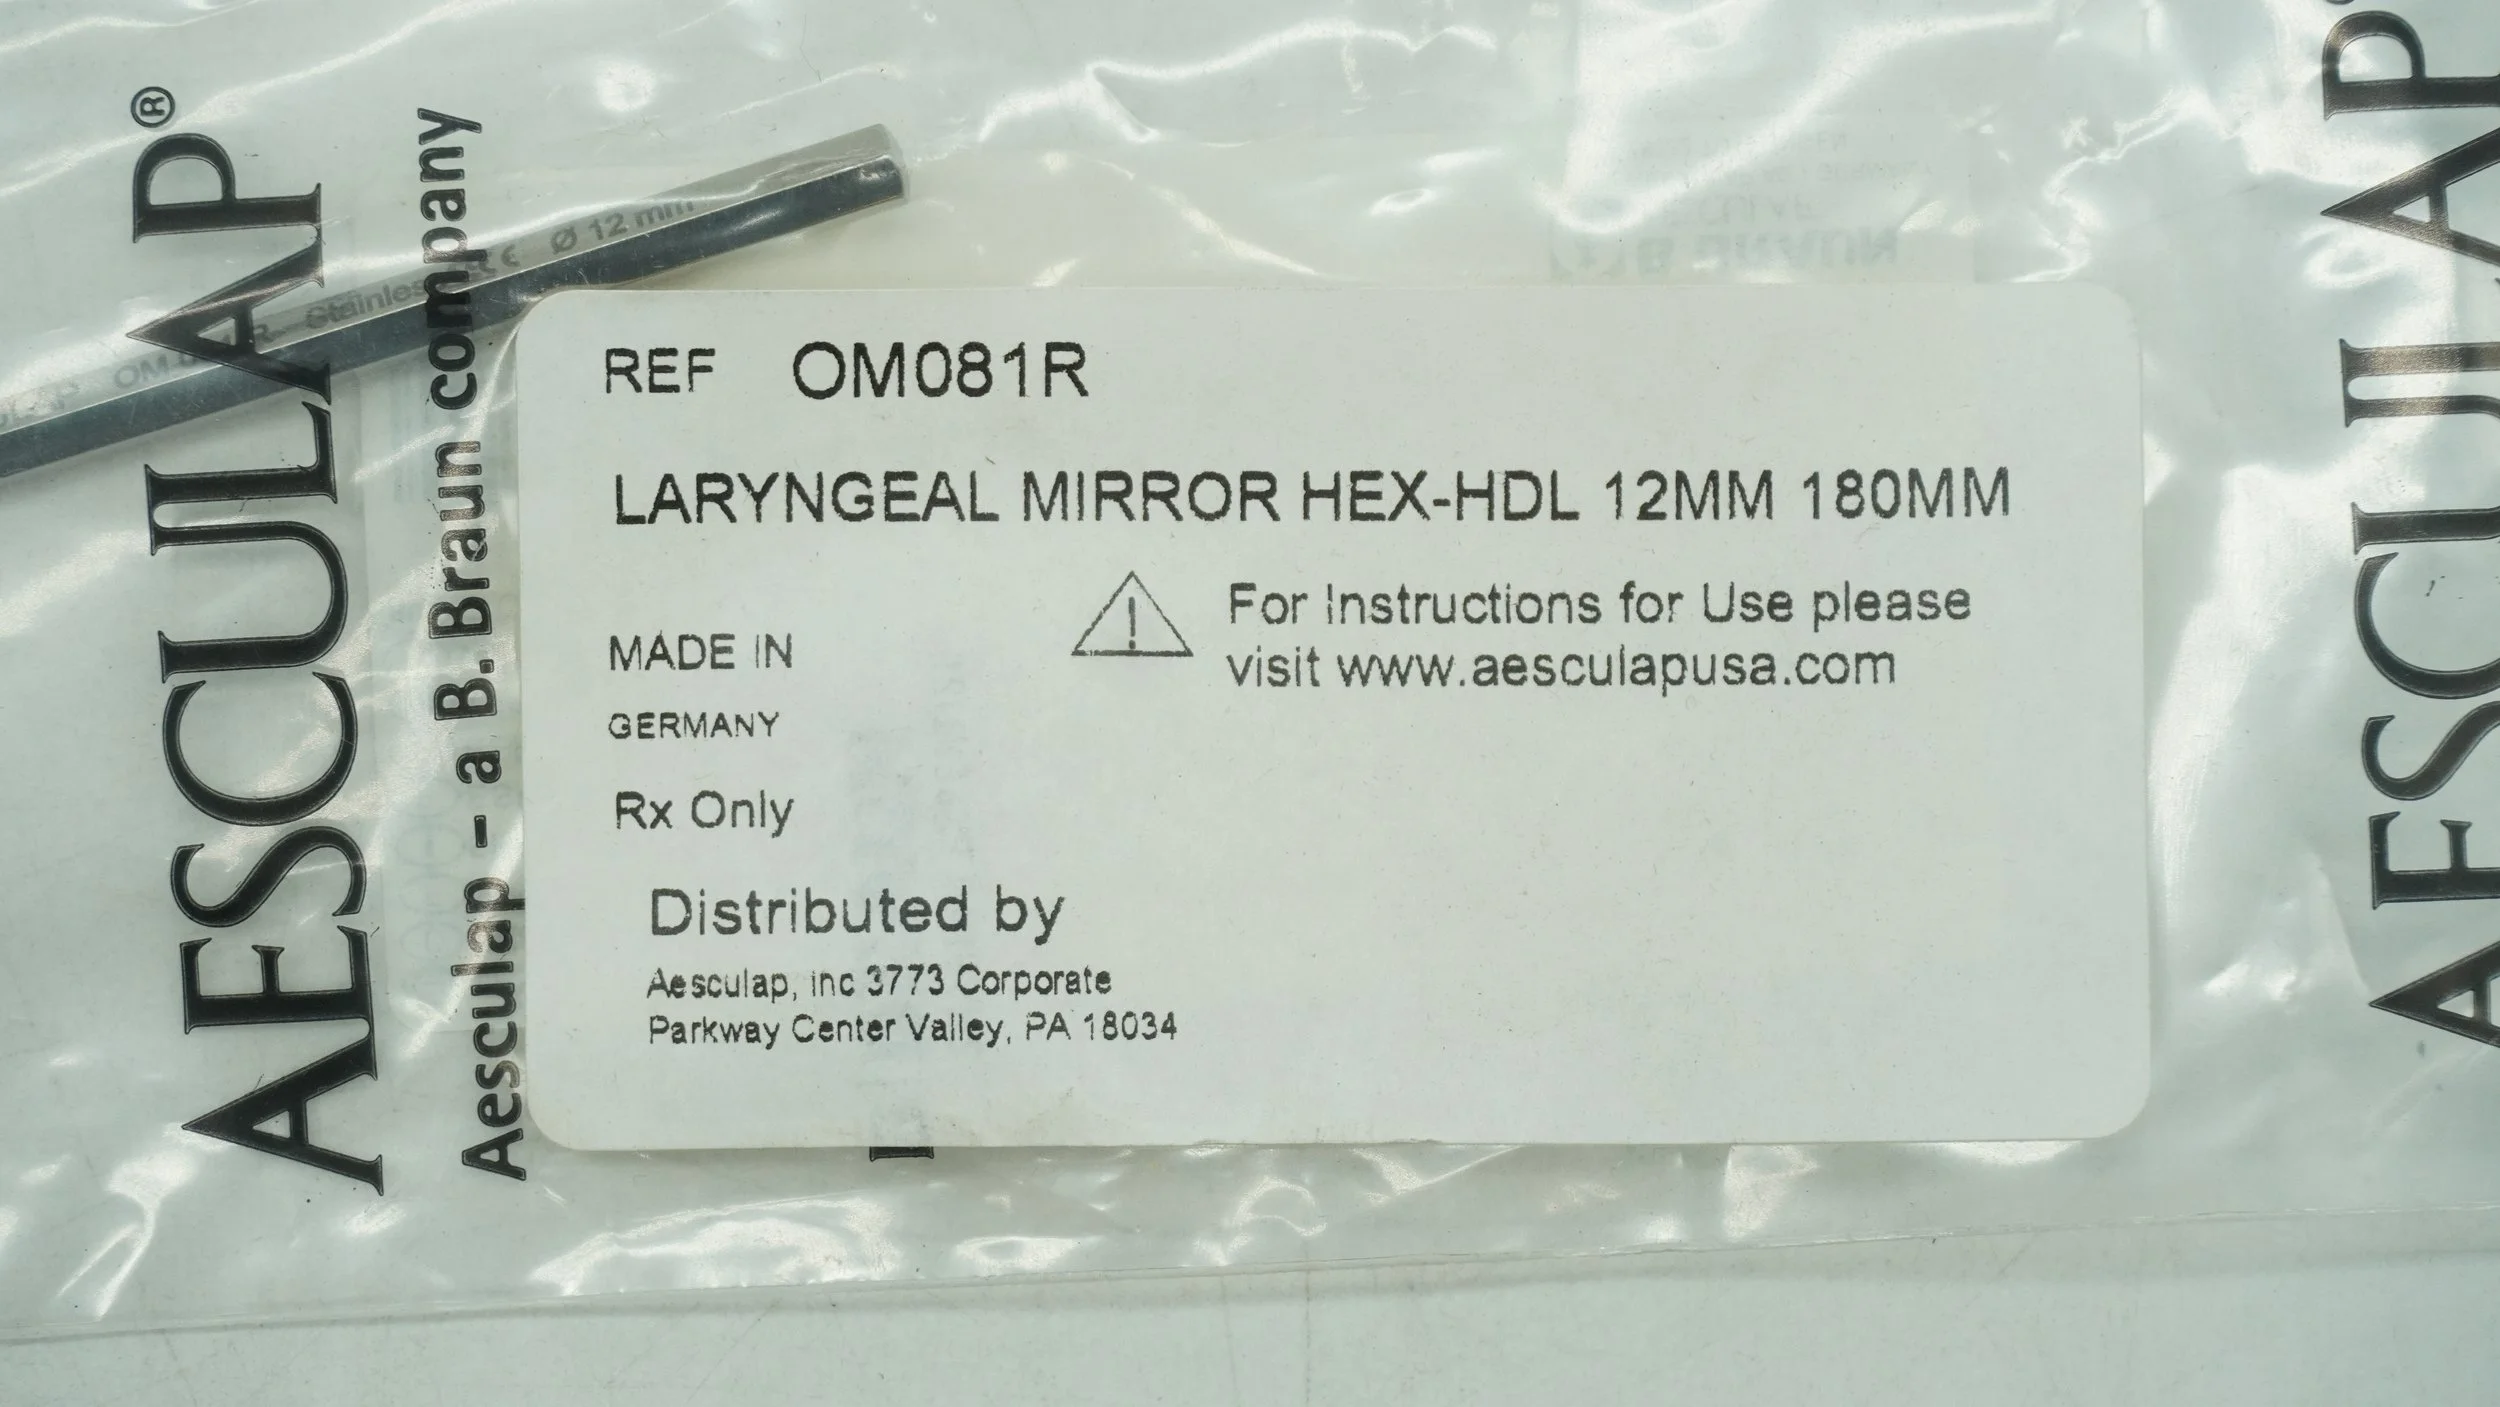 AESCULAP®
Aesculap - a B. Braun company
Stainless
Ø 12 mm
REF OM081R
LARYNGEAL MIRROR HEX-HDL 12MM 180MM
For Instructions for Use please
visit www.aesculapusa.com
MADE IN
GERMANY
Rx Only
Distributed by
Aesculap, inc 3773 Corporate
Parkway Center Valley, PA 18034
AESCULAP